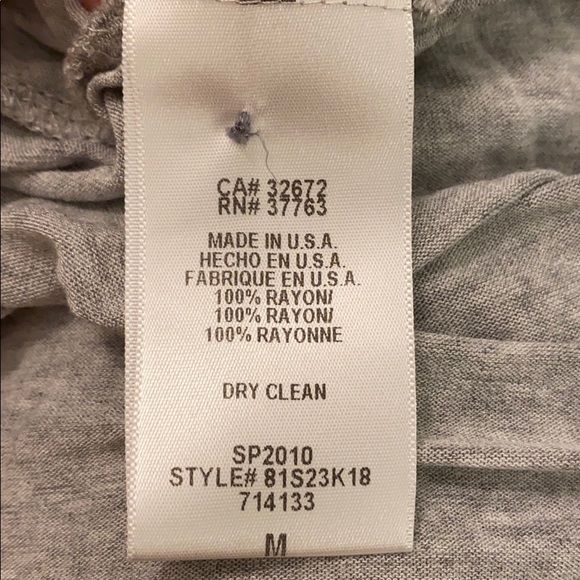 CA# 32672
RN# 37763
MADE IN U.S.A.
HECHO EN U.S.A.
FABRIQUE EN U.S.A.
100% RAYON/
100% RAYON/
100% RAYONNE
DRY CLEAN
SP2010
STYLE# 81S23K18
714133
M